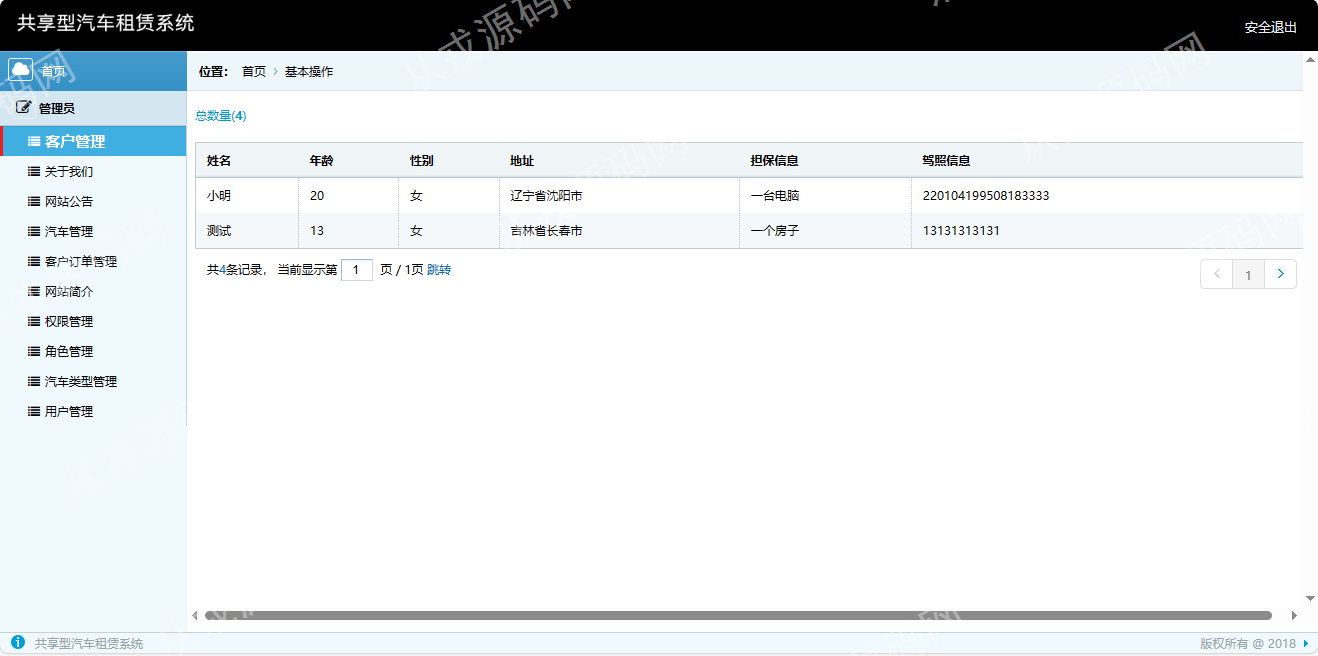 共享型汽车租赁系统
安全退出
首页
位置： 首页 › 基本操作
管理员
总数量(4)
客户管理
关于我们
网站公告
汽车管理
客户订单管理
网站简介
权限管理
角色管理
汽车类型管理
用户管理
姓名 年龄 性别 地址 担保信息 驾照信息
小明 20 女 辽宁省沈阳市 一台电脑 220104199508183333
测试 13 女 吉林省长春市 一个房子 13131313131
共4条记录， 当前显示第 1 页 / 1页 跳转
1
共享型汽车租赁系统
版权所有 @ 2018
从戎源码网